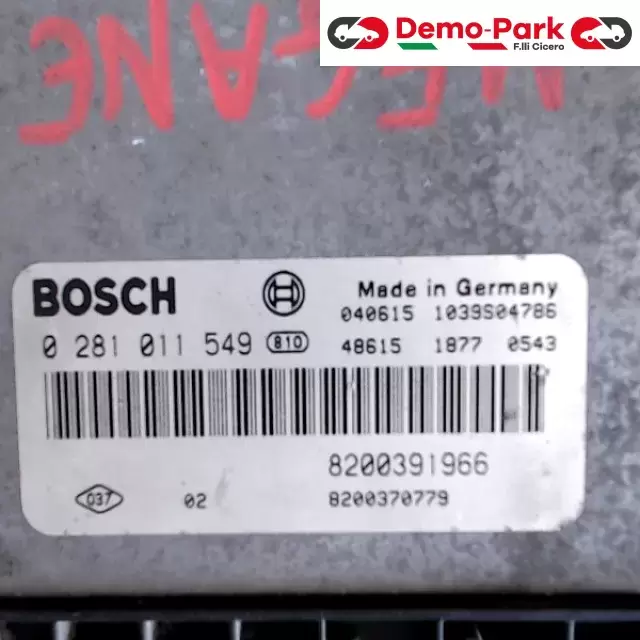 Demo-Park
F.lli Cicero
MEGANE
BOSCH
Made in Germany
040615 1039S04786
0 281 011 549 810 48615 1877 0543
8200391966
037 02 8200370779